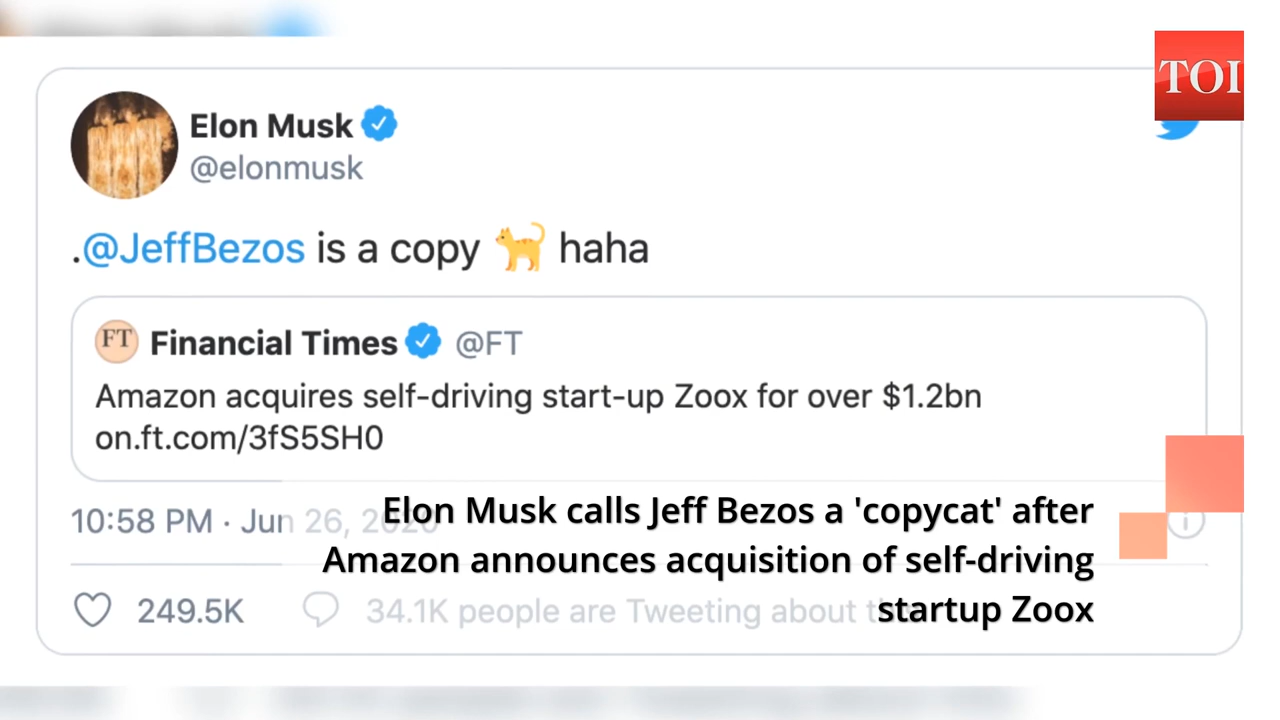 TOI
Elon Musk
@elonmusk
.@JeffBezos is a copy 🐈 haha
FT
Financial Times @FT
Amazon acquires self-driving start-up Zoox for over $1.2bn
on.ft.com/3fS5SH0
10:58 PM · Jun 26, 2020
249.5K 34.1K people are Tweeting about
Elon Musk calls Jeff Bezos a 'copycat' after
Amazon announces acquisition of self-driving
startup Zoox